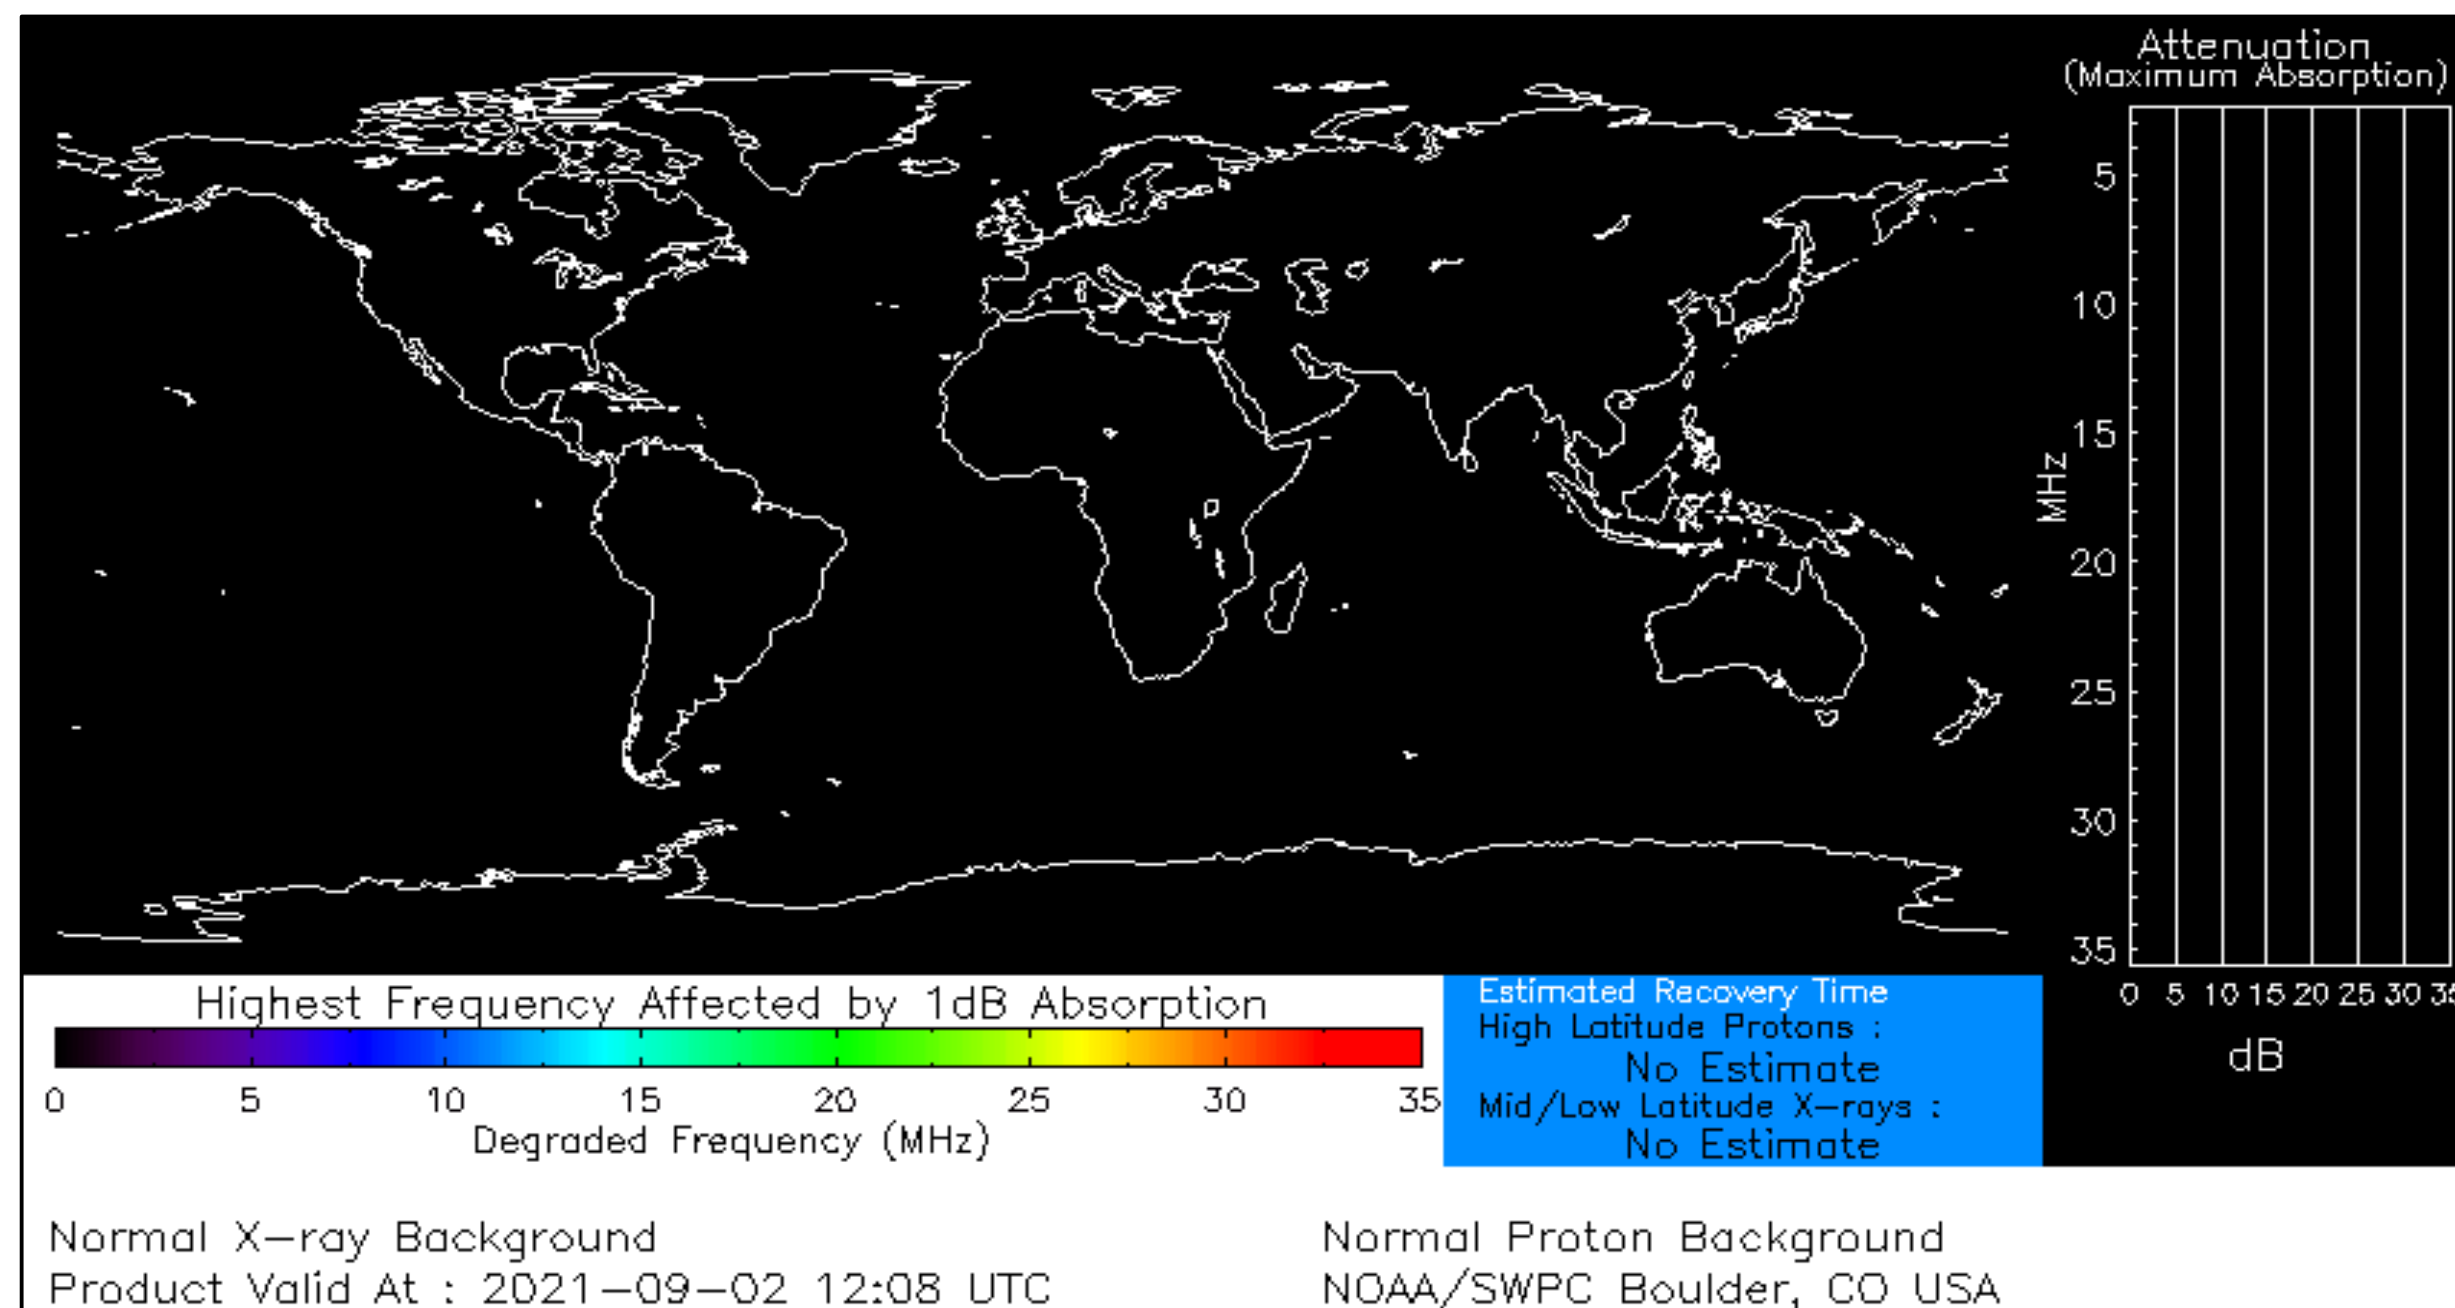 Attenuation
(Maximum Absorption)
5
10
15
20
25
30
35
MHz
0 5 10 15 20 25 30
dB
Highest Frequency Affected by 1dB Absorption
0 5 10 15 20 25 30 35
Degraded Frequency (MHz)
Estimated Recovery Time
High Latitude Protons :
No Estimate
Mid/Low Latitude X-rays :
No Estimate
Normal X-ray Background
Normal Proton Background
Product Valid At : 2021-09-02 12:08 UTC
NOAA/SWPC Boulder, CO USA